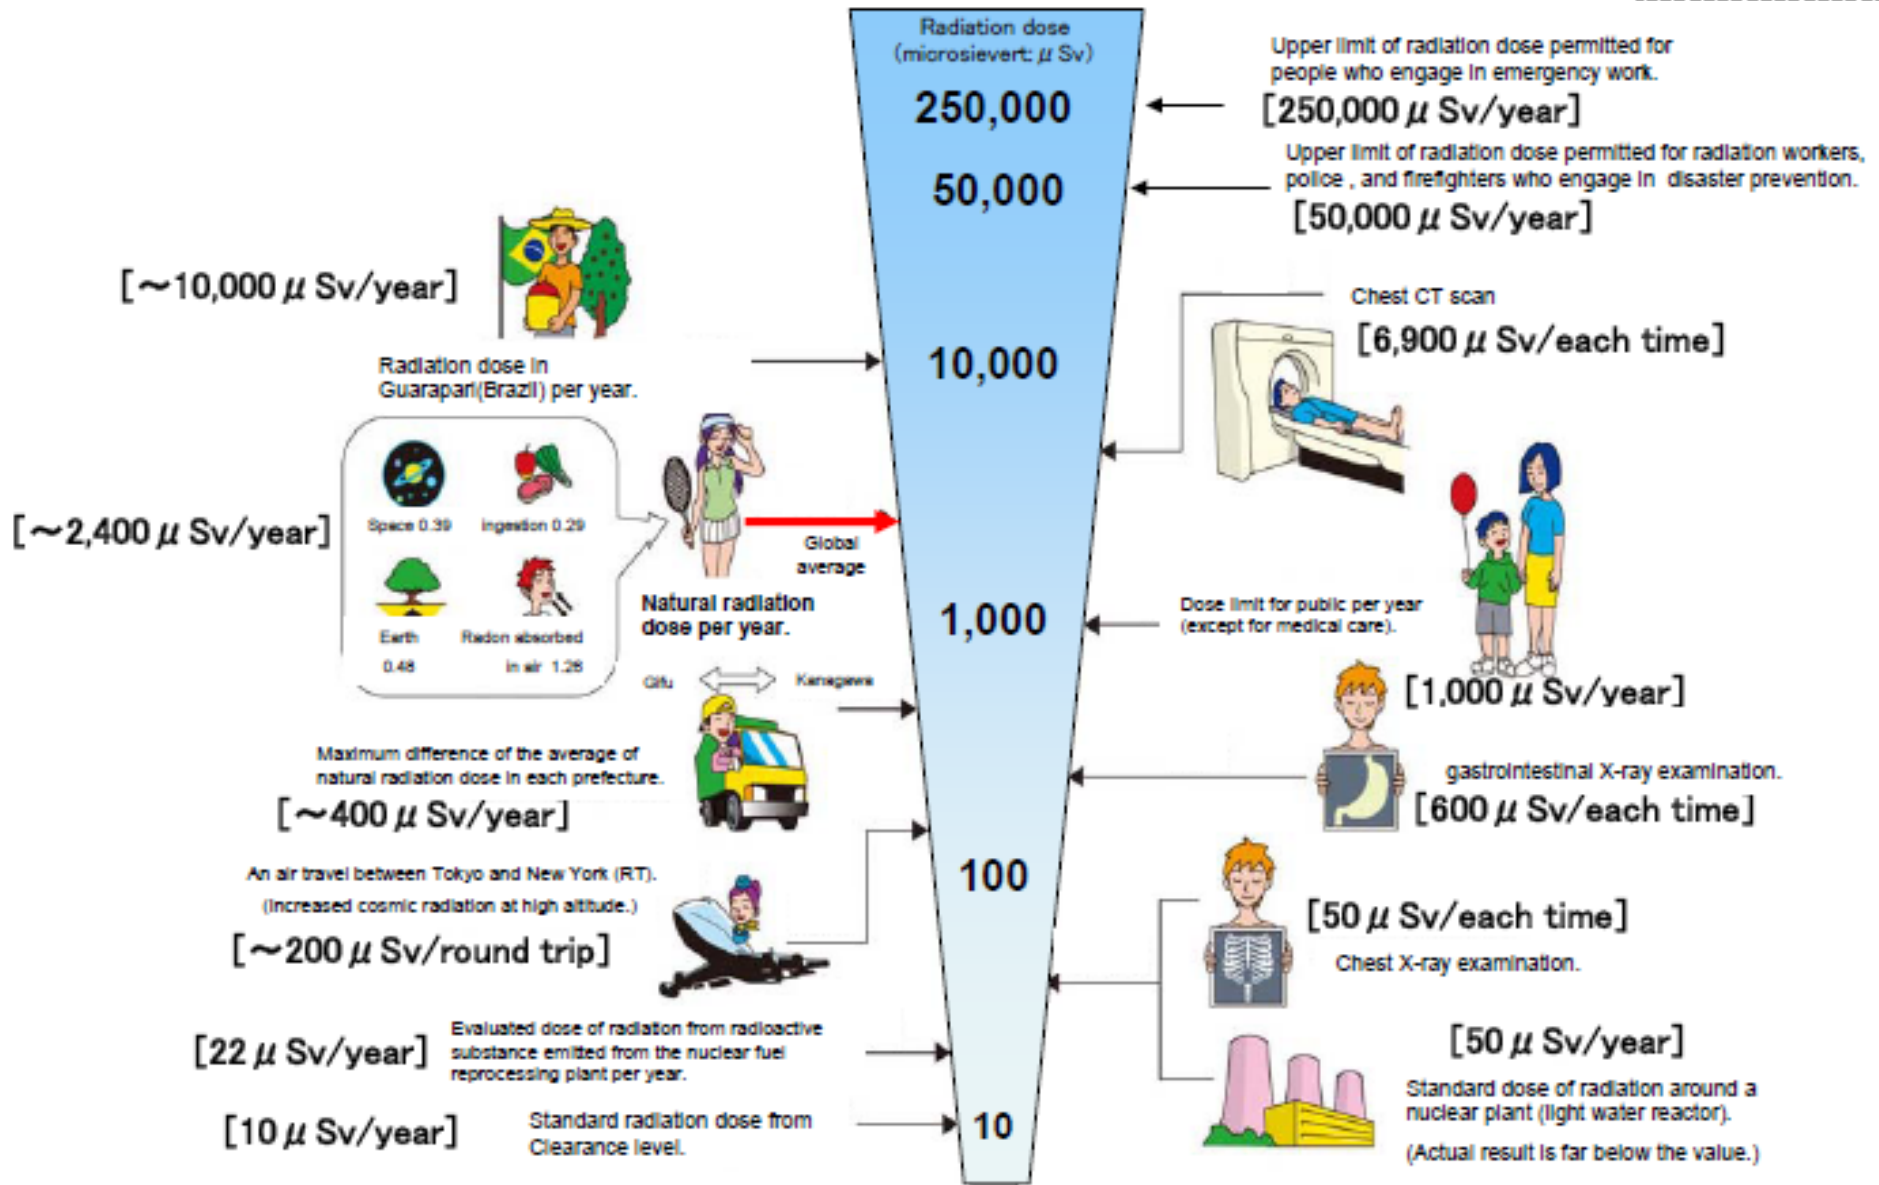 Radiation dose
(microsievert: μ Sv)
250,000
50,000
10,000
1,000
100
10
[~10,000 μ Sv/year]
Radiation dose in
Guarapari(Brazil) per year.
Space 0.39
ingestion 0.29
Earth
0.48
Radon absorbed
in air 1.26
[~2,400 μ Sv/year]
Global
average
Natural radiation
dose per year.
Gifu
Kanagawa
Maximum difference of the average of
natural radiation dose in each prefecture.
[~400 μ Sv/year]
An air travel between Tokyo and New York (RT).
(Increased cosmic radiation at high altitude.)
[~200 μ Sv/round trip]
[22 μ Sv/year]
Evaluated dose of radiation from radioactive
substance emitted from the nuclear fuel
reprocessing plant per year.
[10 μ Sv/year]
Standard radiation dose from
Clearance level.
Upper limit of radiation dose permitted for
people who engage in emergency work.
[250,000 μ Sv/year]
Upper limit of radiation dose permitted for radiation workers,
police , and firefighters who engage in disaster prevention.
[50,000 μ Sv/year]
Chest CT scan
[6,900 μ Sv/each time]
Dose limit for public per year
(except for medical care).
[1,000 μ Sv/year]
gastrointestinal X-ray examination.
[600 μ Sv/each time]
[50 μ Sv/each time]
Chest X-ray examination.
[50 μ Sv/year]
Standard dose of radiation around a
nuclear plant (light water reactor).
(Actual result is far below the value.)